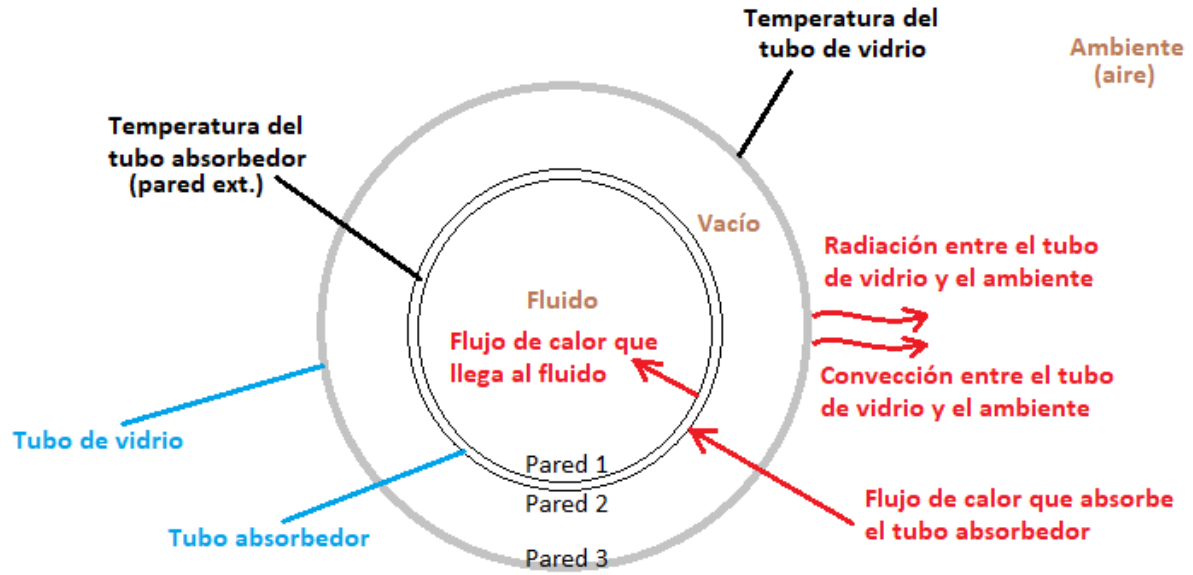 Temperatura del
tubo de vidrio
Ambiente
(aire)
Temperatura del
tubo absorbedor
(pared ext.)
Vacío
Radiación entre el tubo
de vidrio y el ambiente
Fluido
Flujo de calor que
llega al fluido
Convección entre el tubo
de vidrio y el ambiente
Tubo de vidrio
Pared 1
Pared 2
Flujo de calor que absorbe
el tubo absorbedor
Tubo absorbedor
Pared 3